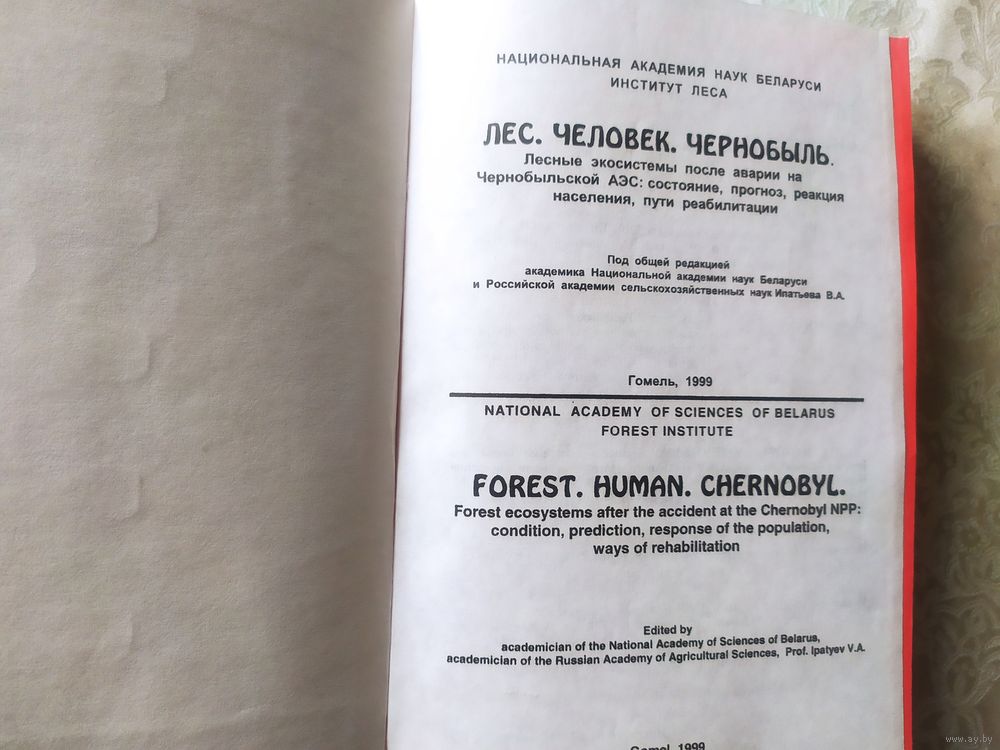 НАЦИОНАЛЬНАЯ АКАДЕМИЯ НАУК БЕЛАРУСИ
ИНСТИТУТ ЛЕСА
ЛЕС. ЧЕЛОВЕК. ЧЕРНОБЫЛЬ.
Лесные экосистемы после аварии на
Чернобыльской АЭС: состояние, прогноз, реакция
населения, пути реабилитации
Под общей редакцией
академика Национальной академии наук Беларуси
и Российской академии сельскохозяйственных наук Ипатьева В.А.
Гомель, 1999
NATIONAL ACADEMY OF SCIENCES OF BELARUS
FOREST INSTITUTE
FOREST. HUMAN. CHERNOBYL.
Forest ecosystems after the accident at the Chernobyl NPP:
condition, prediction, response of the population,
ways of rehabilitation
Edited by
academician of the National Academy of Sciences of Belarus,
academician of the Russian Academy of Agricultural Sciences, Prof. Ipatyev V.A.
Gomel, 1999
www.ay.by